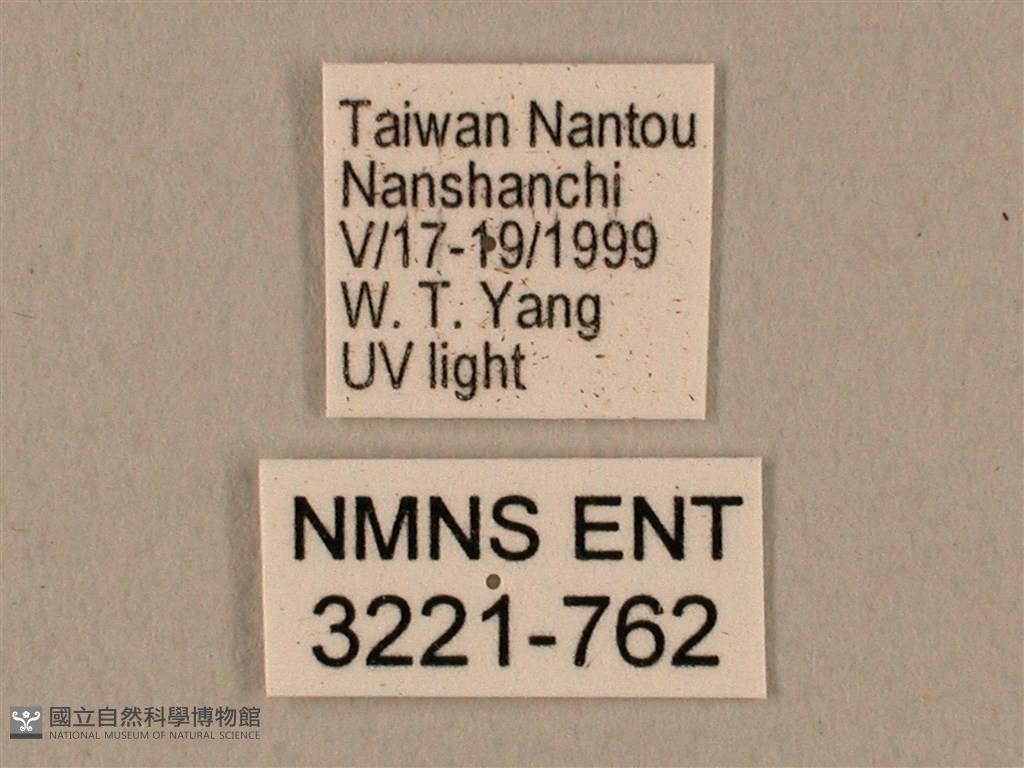 Taiwan Nantou
Nanshanchi
V/17-19/1999
W. T. Yang
UV light
NMNS ENT
3221-762
國立自然科學博物館
NATIONAL MUSEUM OF NATURAL SCIENCE